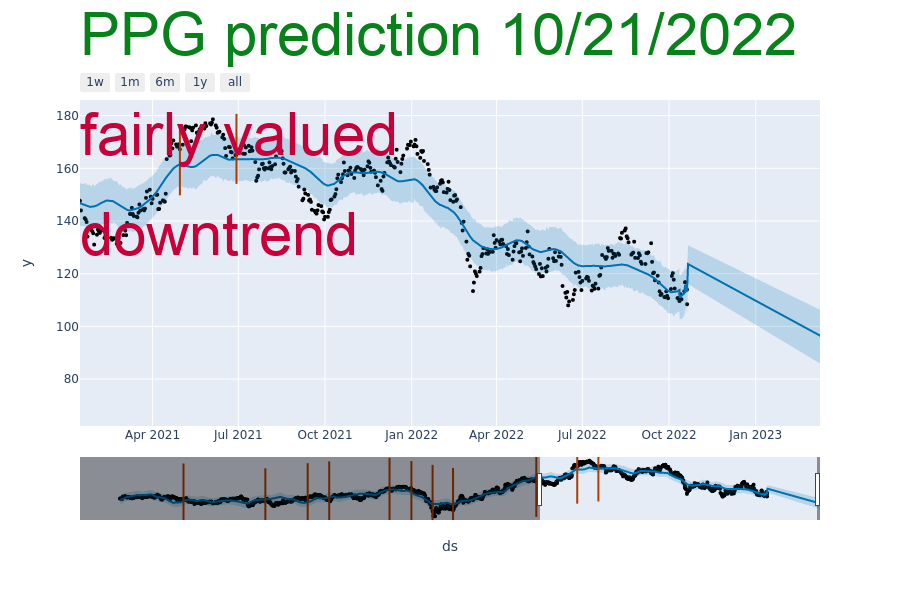 PPG prediction 10/21/2022
1w 1m 6m 1y all
fairly valued
downtrend
180
160
140
120
100
80
y
Apr 2021 Jul 2021 Oct 2021 Jan 2022 Apr 2022 Jul 2022 Oct 2022 Jan 2023
ds